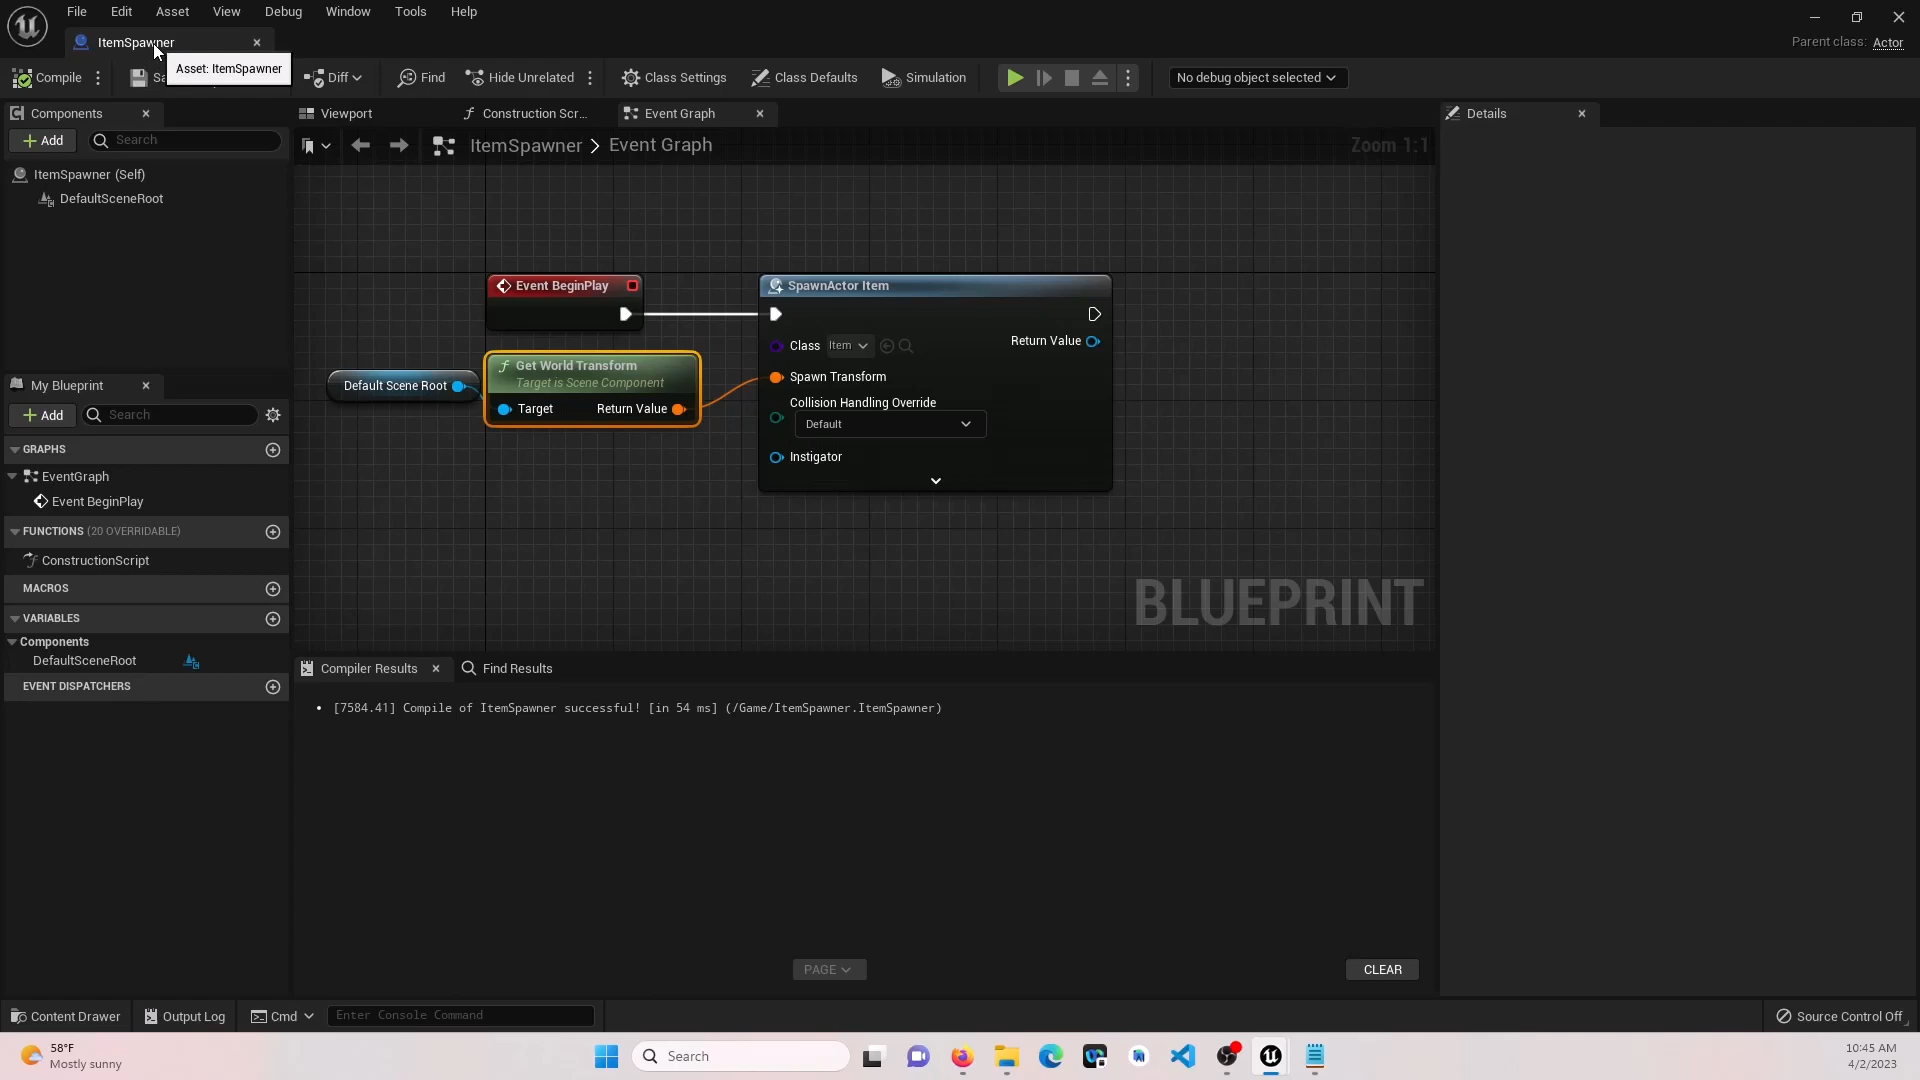 File Edit Asset View Debug Window Tools Help
ItemSpawner
Parent class: Actor
Asset: ItemSpawner
Compile
Diff
Find
Hide Unrelated
Class Settings
Class Defaults
Simulation
No debug object selected
Components
Add
Search
ItemSpawner (Self)
DefaultSceneRoot
Viewport
Construction Scr...
Event Graph
ItemSpawner > Event Graph
Zoom 1:1
Event BeginPlay
Default Scene Root
Get World Transform
Target is Scene Component
Target Return Value
SpawnActor Item
Class Item
Return Value
Spawn Transform
Collision Handling Override
Default
Instigator
BLUEPRINT
Details
My Blueprint
Add
Search
GRAPHS
EventGraph
Event BeginPlay
FUNCTIONS (20 OVERRIDABLE)
ConstructionScript
MACROS
VARIABLES
Components
DefaultSceneRoot
EVENT DISPATCHERS
Compiler Results
Find Results
• [7584.41] Compile of ItemSpawner successful! [in 54 ms] (/Game/ItemSpawner.ItemSpawner)
PAGE
CLEAR
Content Drawer
Output Log
Cmd
Enter Console Command
Source Control Off
58°F
Mostly sunny
Search
10:45 AM
4/2/2023